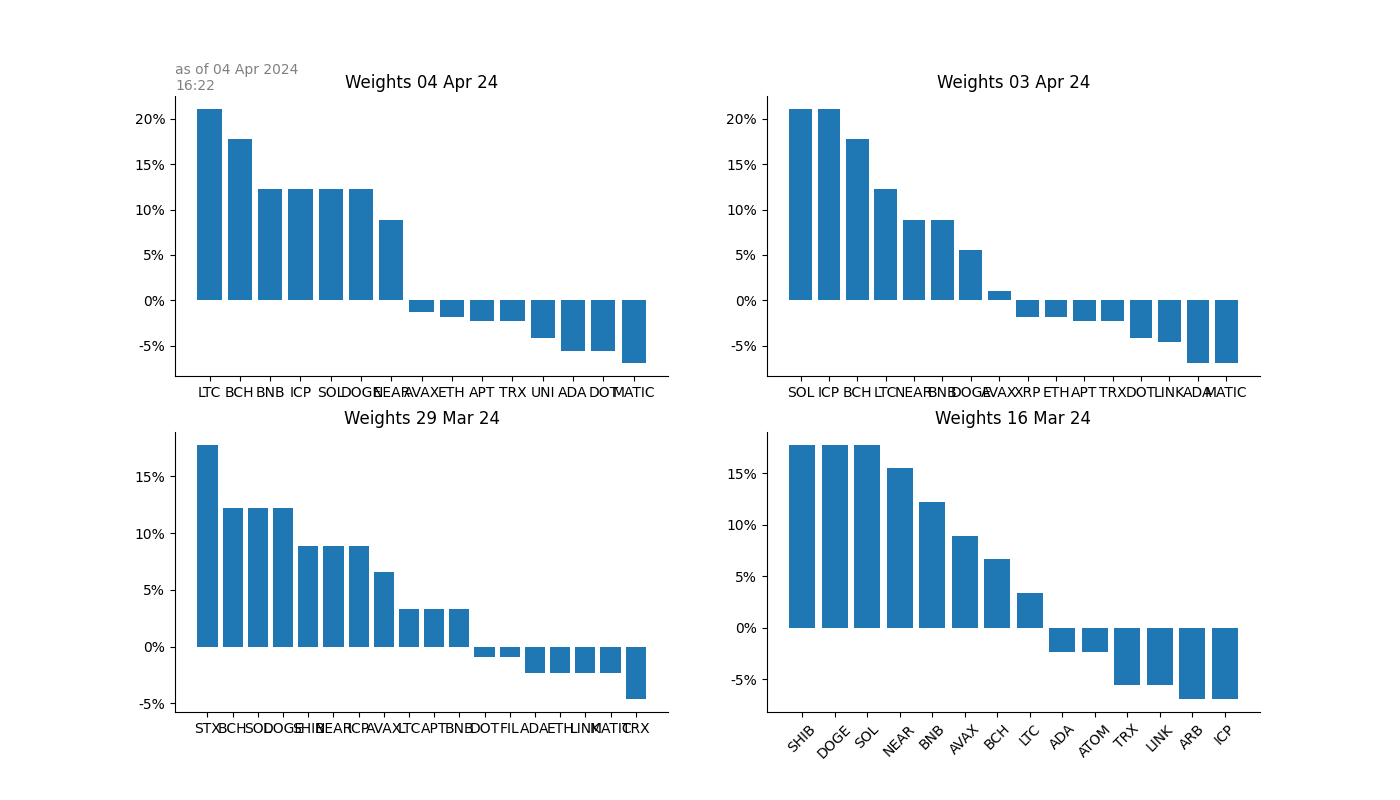 as of 04 Apr 2024
16:22
Weights 04 Apr 24
20%
15%
10%
5%
0%
-5%
LTC BCH BNB ICP SOL DOGE NEAR AVAX ETH APT TRX UNI ADA DOT MATIC
Weights 03 Apr 24
20%
15%
10%
5%
0%
-5%
SOL ICP BCH LTC NEAR BNB DOGE AVAX XRP ETH APT TRX DOT LINK ADA MATIC
Weights 29 Mar 24
15%
10%
5%
0%
-5%
STX BCH SOL DOGE SHIB NEAR ICP AVAX LTC APT BNB DOT FIL ADA ETH LINK MATIC TRX
Weights 16 Mar 24
15%
10%
5%
0%
-5%
SHIB DOGE SOL NEAR BNB AVAX BCH LTC ADA ATOM TRX LINK ARB ICP